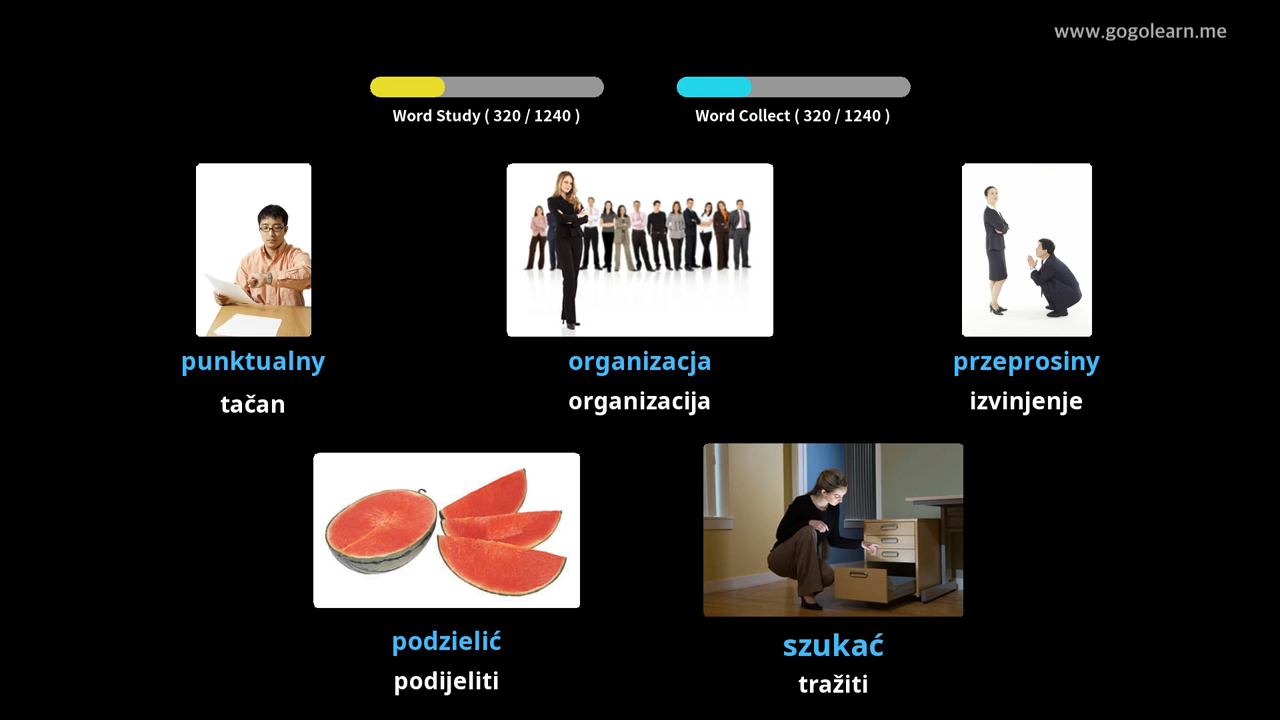 www.gogolearn.me
Word Study ( 320 / 1240 )
Word Collect ( 320 / 1240 )
punktualny
tačan
organizacja
organizacija
przeprosiny
izvinjenje
podzielić
podijeliti
szukać
tražiti